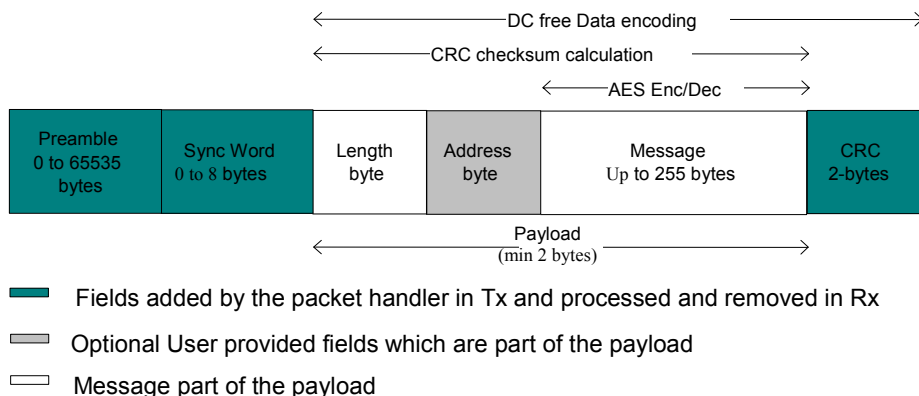 DC free Data encoding
CRC checksum calculation
AES Enc/Dec
Preamble
0 to 65535
bytes
Sync Word
0 to 8 bytes
Length
byte
Address
byte
Message
Up to 255 bytes
CRC
2-bytes
Payload
(min 2 bytes)
Fields added by the packet handler in Tx and processed and removed in Rx
Optional User provided fields which are part of the payload
Message part of the payload